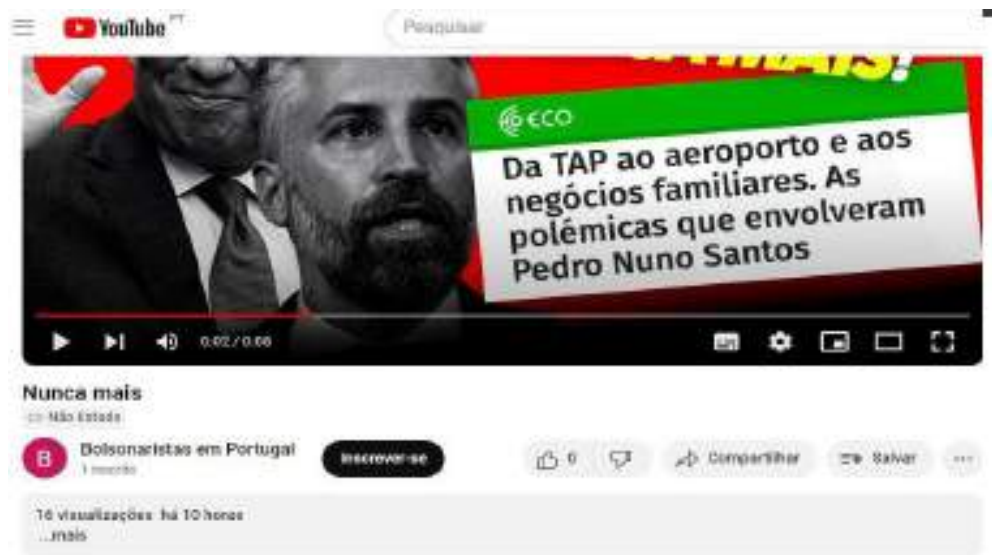 YouTube PT
Pesquisar
MAIS!
ECO
Da TAP ao aeroporto e aos
negócios familiares. As
polémicas que envolveram
Pedro Nuno Santos
0:02 / 0:08
Nunca mais
Não listado
B
Bolsonaristas em Portugal
1 inscrito
Inscrever-se
0
Compartilhar
Salvar
16 visualizações há 10 horas
...mais